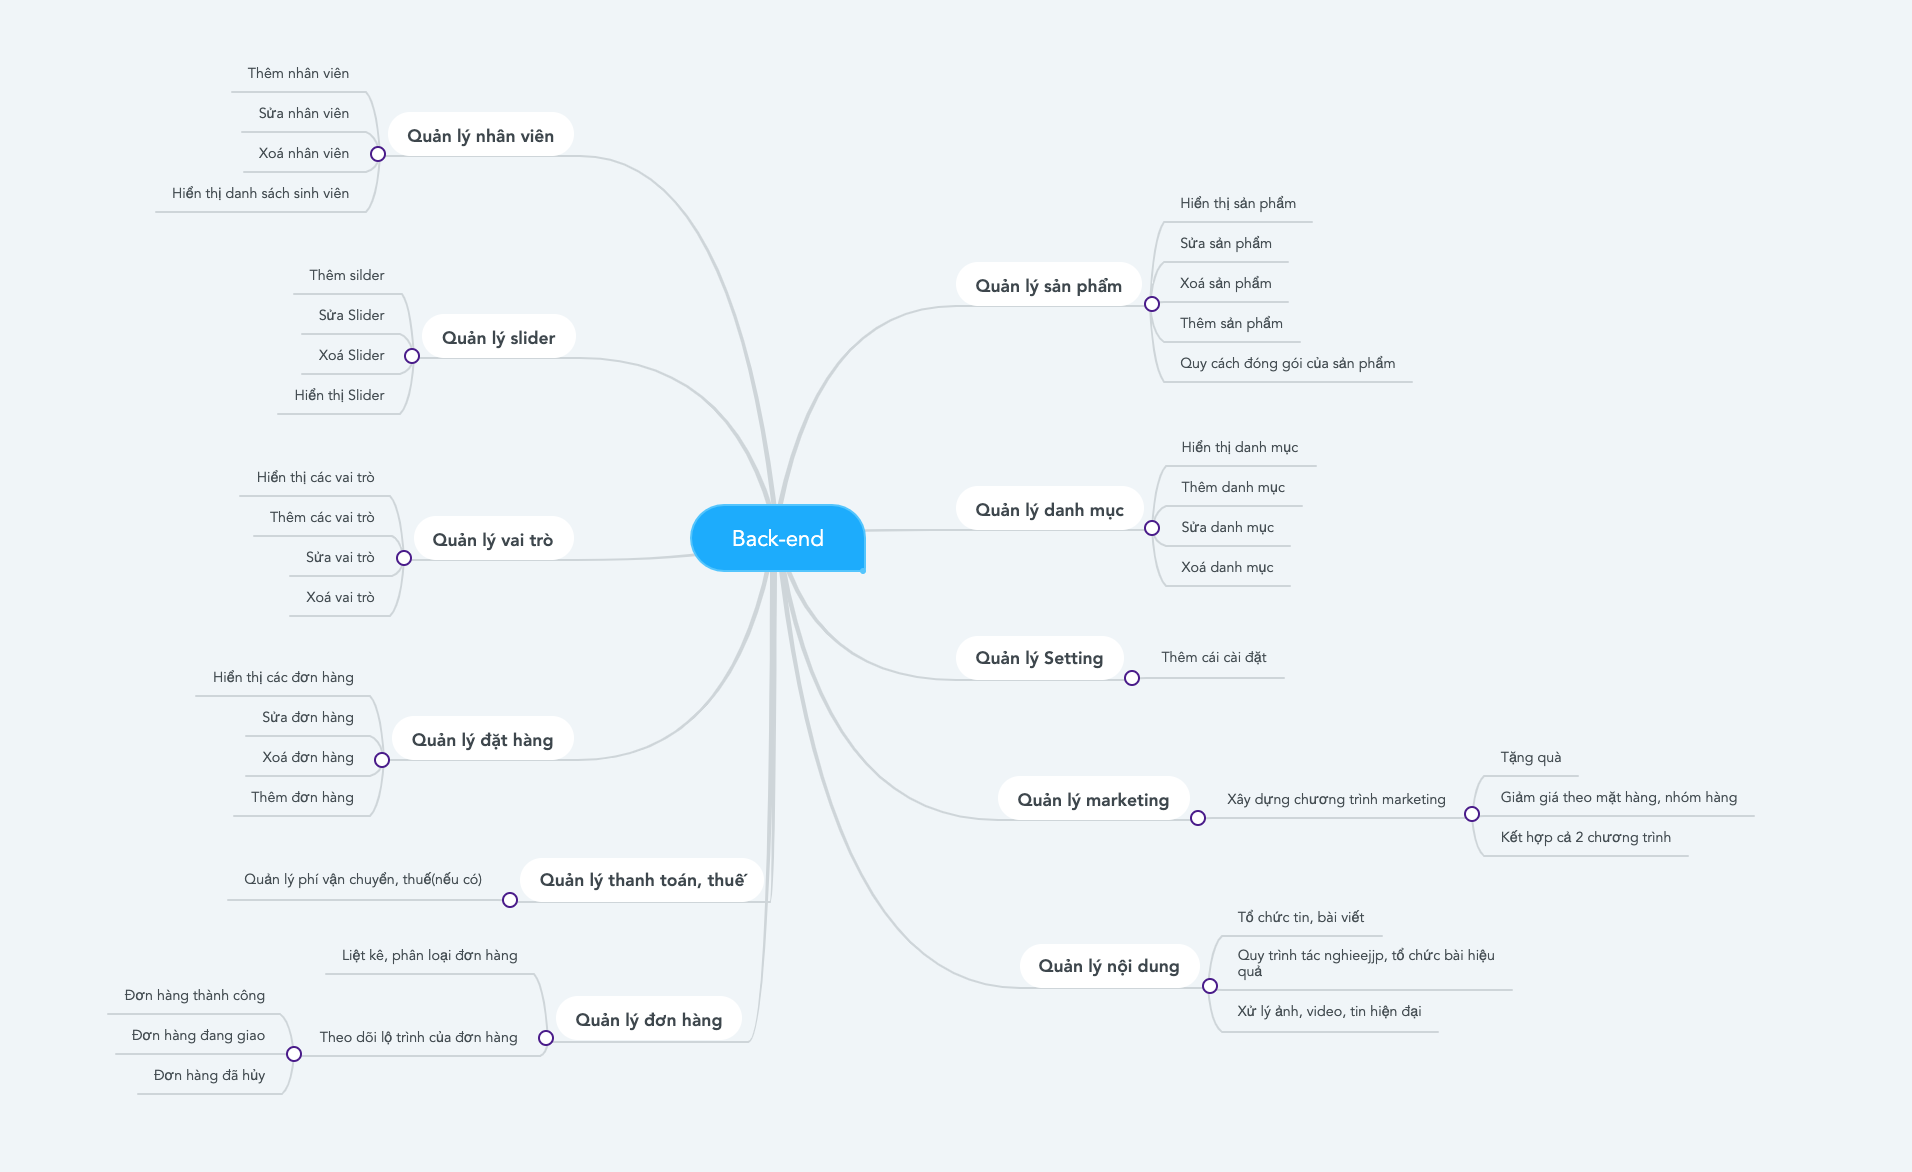 Back-end
Quản lý nhân viên
Thêm nhân viên
Sửa nhân viên
Xoá nhân viên
Hiển thị danh sách sinh viên
Quản lý slider
Thêm silder
Sửa Slider
Xoá Slider
Hiển thị Slider
Quản lý vai trò
Hiển thị các vai trò
Thêm các vai trò
Sửa vai trò
Xoá vai trò
Quản lý đặt hàng
Hiển thị các đơn hàng
Sửa đơn hàng
Xoá đơn hàng
Thêm đơn hàng
Quản lý thanh toán, thuế
Quản lý phí vận chuyển, thuế(nếu có)
Quản lý đơn hàng
Liệt kê, phân loại đơn hàng
Theo dõi lộ trình của đơn hàng
Đơn hàng thành công
Đơn hàng đang giao
Đơn hàng đã hủy
Quản lý sản phẩm
Hiển thị sản phẩm
Sửa sản phẩm
Xoá sản phẩm
Thêm sản phẩm
Quy cách đóng gói của sản phẩm
Quản lý danh mục
Hiển thị danh mục
Thêm danh mục
Sửa danh mục
Xoá danh mục
Quản lý Setting
Thêm cái cài đặt
Quản lý marketing
Xây dựng chương trình marketing
Tặng quà
Giảm giá theo mặt hàng, nhóm hàng
Kết hợp cả 2 chương trình
Quản lý nội dung
Tổ chức tin, bài viết
Quy trình tác nghieejjp, tổ chức bài hiệu
quả
Xử lý ảnh, video, tin hiện đại